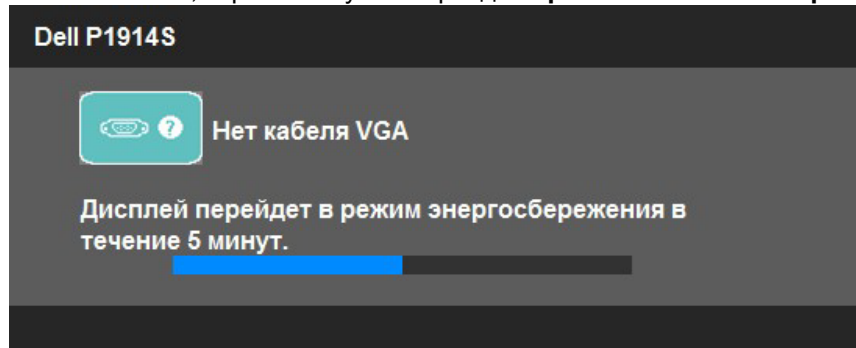 Dell P1914S
Нет кабеля VGA
Дисплей перейдет в режим энергосбережения в
течение 5 минут.